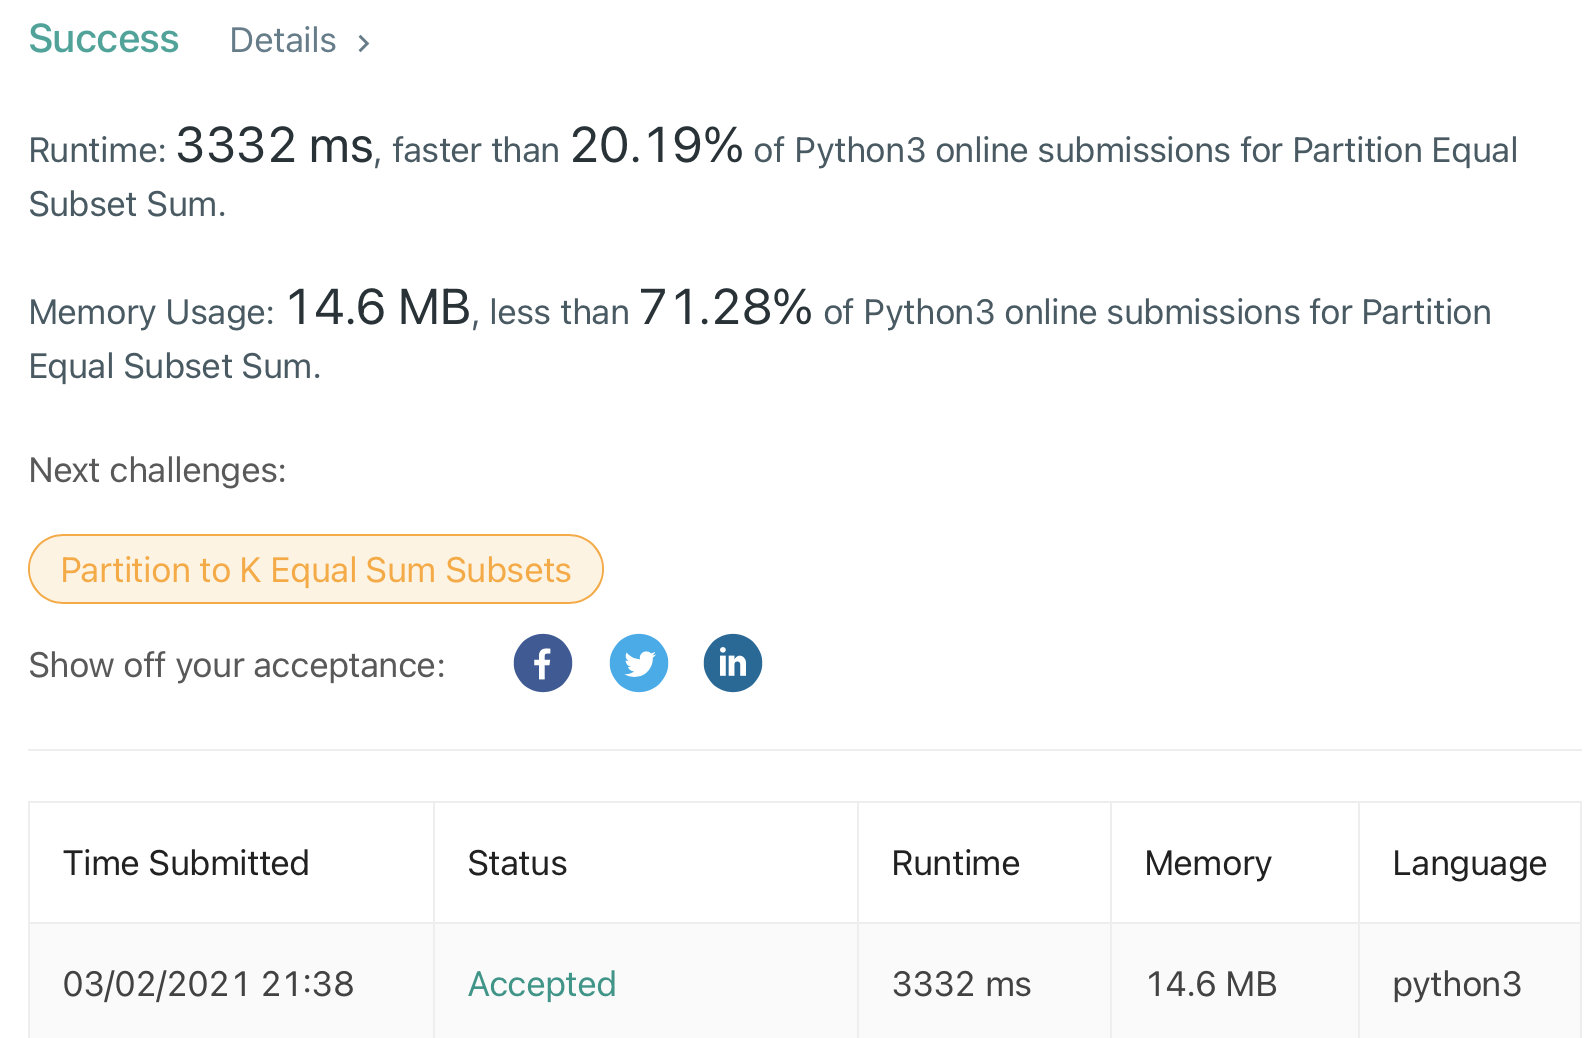 Success Details >
Runtime: 3332 ms, faster than 20.19% of Python3 online submissions for Partition Equal
Subset Sum.
Memory Usage: 14.6 MB, less than 71.28% of Python3 online submissions for Partition
Equal Subset Sum.
Next challenges:
Partition to K Equal Sum Subsets
Show off your acceptance: f in
Time Submitted Status Runtime Memory Language
03/02/2021 21:38 Accepted 3332 ms 14.6 MB python3